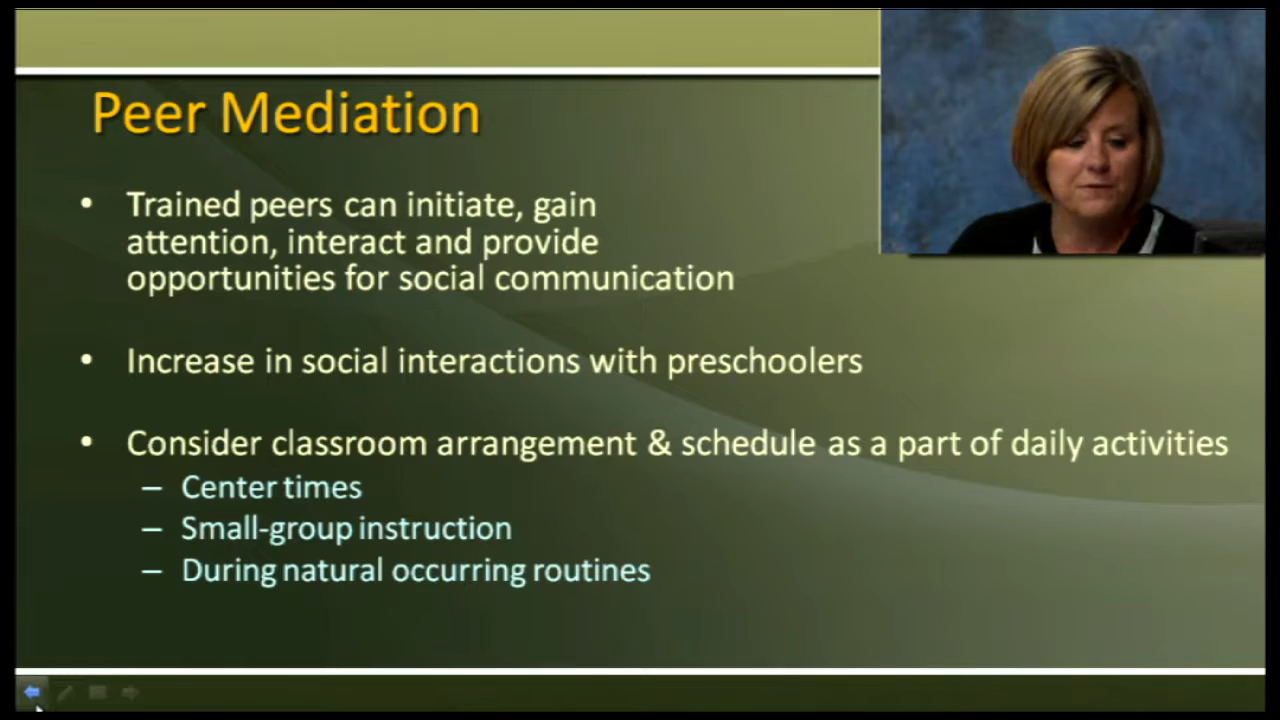 Peer Mediation
• Trained peers can initiate, gain
attention, interact and provide
opportunities for social communication
• Increase in social interactions with preschoolers
• Consider classroom arrangement & schedule as a part of daily activities
– Center times
– Small-group instruction
– During natural occurring routines